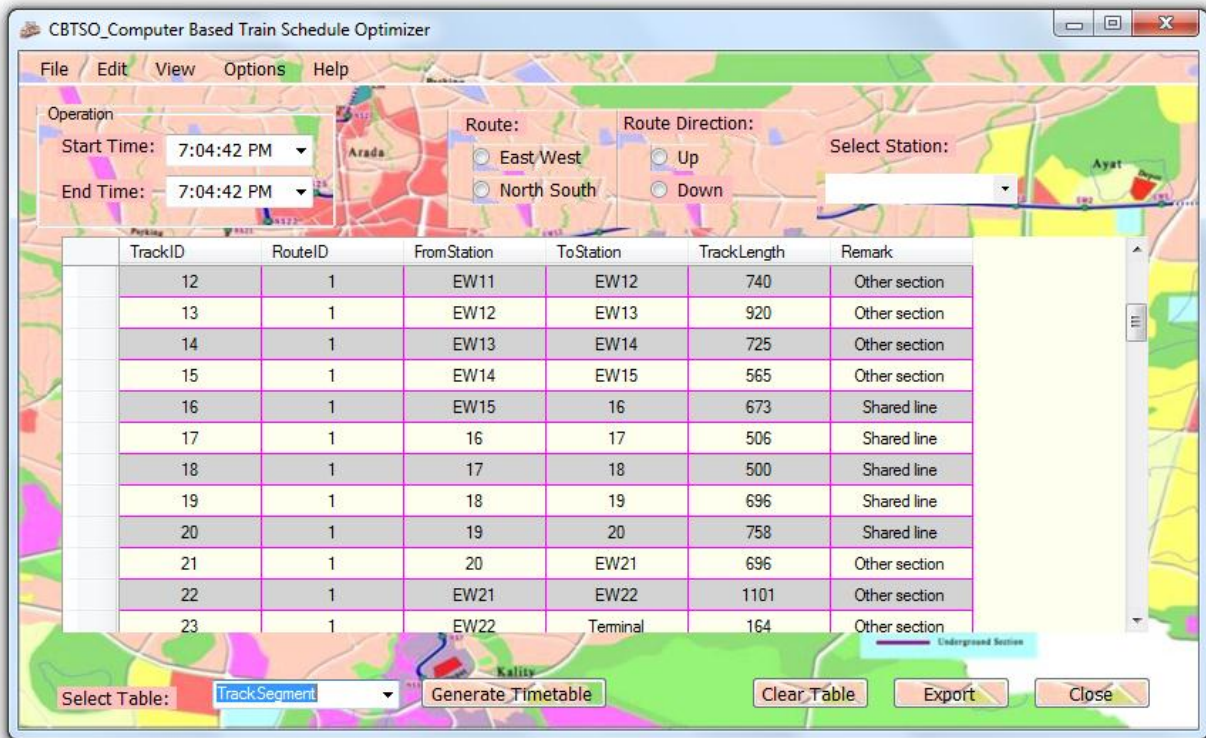 CBTSO_Computer Based Train Schedule Optimizer
File Edit View Options Help
Operation
Start Time: 7:04:42 PM
End Time: 7:04:42 PM
Route:
East West
North South
Route Direction:
Up
Down
Select Station:
Arada
Ayat
Depot
EW2
EW1
Parking
NS23
TrackID RouteID FromStation ToStation TrackLength Remark
12 1 EW11 EW12 740 Other section
13 1 EW12 EW13 920 Other section
14 1 EW13 EW14 725 Other section
15 1 EW14 EW15 565 Other section
16 1 EW15 16 673 Shared line
17 1 16 17 506 Shared line
18 1 17 18 500 Shared line
19 1 18 19 696 Shared line
20 1 19 20 758 Shared line
21 1 20 EW21 696 Other section
22 1 EW21 EW22 1101 Other section
23 1 EW22 Terminal 164 Other section
Underground Section
Kality
Select Table: TrackSegment Generate Timetable Clear Table Export Close